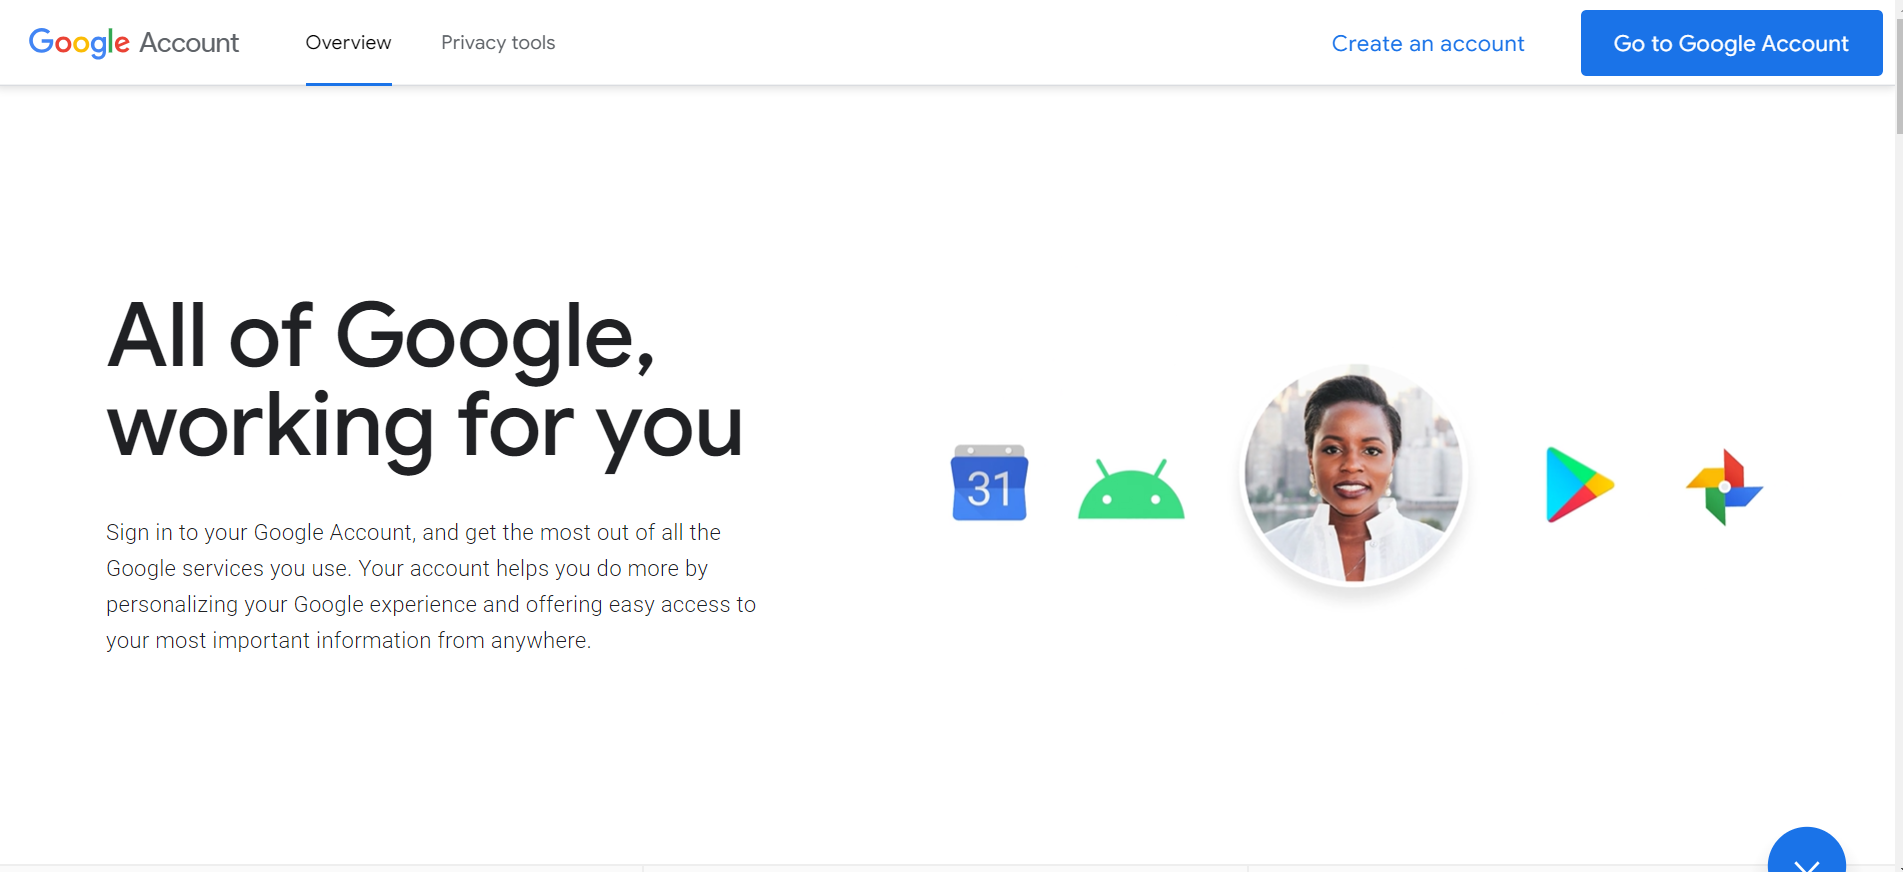 Google Account
Overview
Privacy tools
Create an account
Go to Google Account
All of Google,
working for you
Sign in to your Google Account, and get the most out of all the
Google services you use. Your account helps you do more by
personalizing your Google experience and offering easy access to
your most important information from anywhere.
31